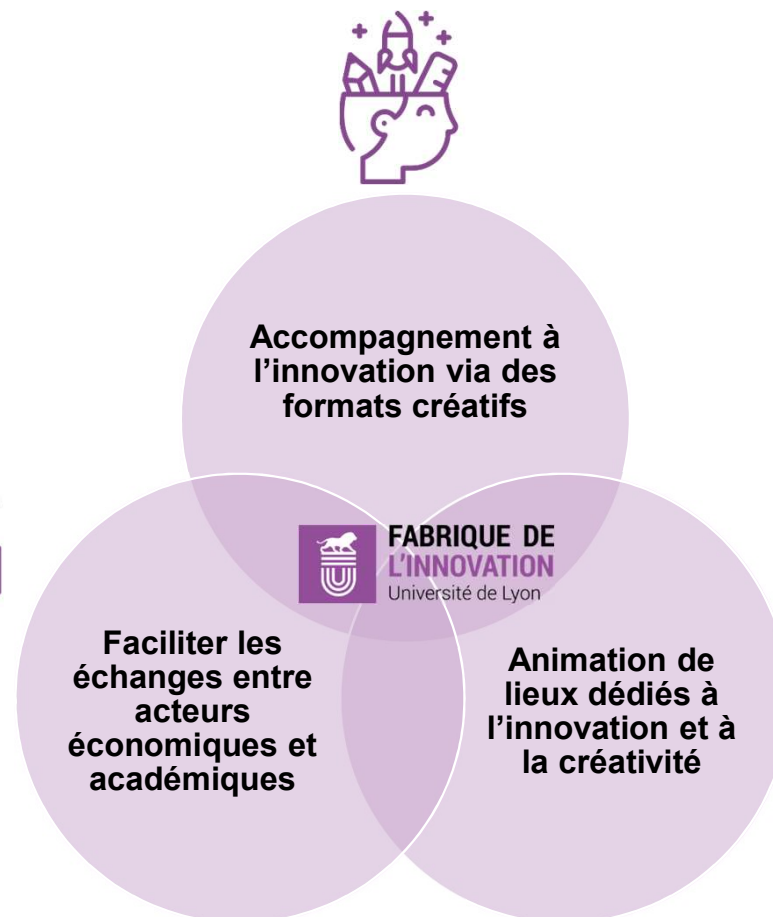 Accompagnement à
l’innovation via des
formats créatifs
FABRIQUE DE
L’INNOVATION
Université de Lyon
Faciliter les
échanges entre
acteurs
économiques et
académiques
Animation de
lieux dédiés à
l’innovation et à
la créativité